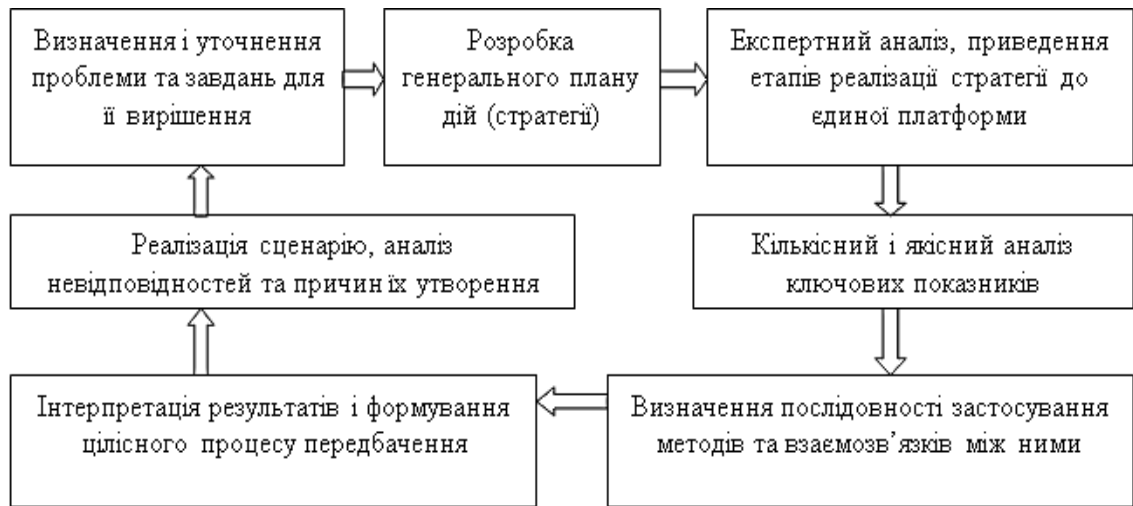 Визначення і уточнення
проблеми та завдань для
її вирішення
Розробка
генерального плану
дій (стратегії)
Експертний аналіз, приведення
етапів реалізації стратегії до
єдиної платформи
Кількісний і якісний аналіз
ключових показників
Визначення послідовності застосування
методів та взаємозв’язків між ними
Інтерпретація результатів і формування
цілісного процесу передбачення
Реалізація сценарію, аналіз
невідповідностей та причин їх утворення